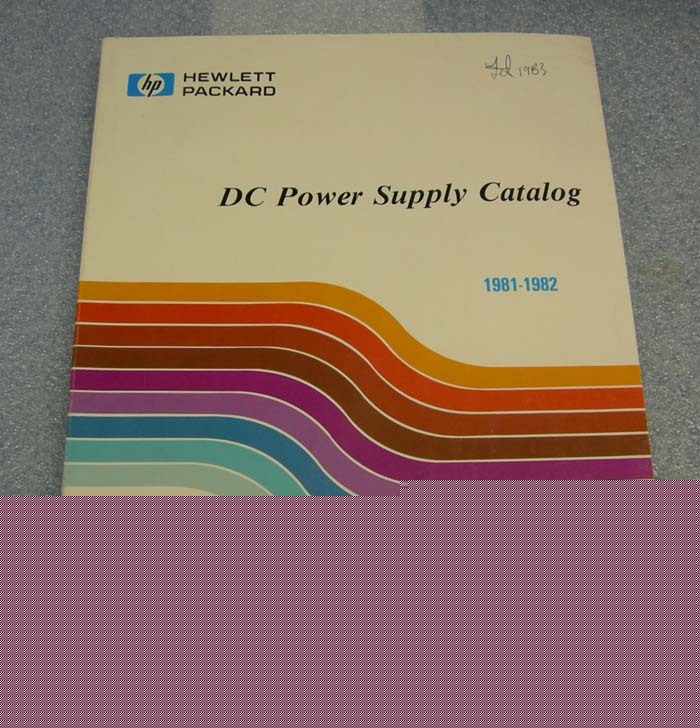 hp HEWLETT
PACKARD
1983
DC Power Supply Catalog
1981-1982